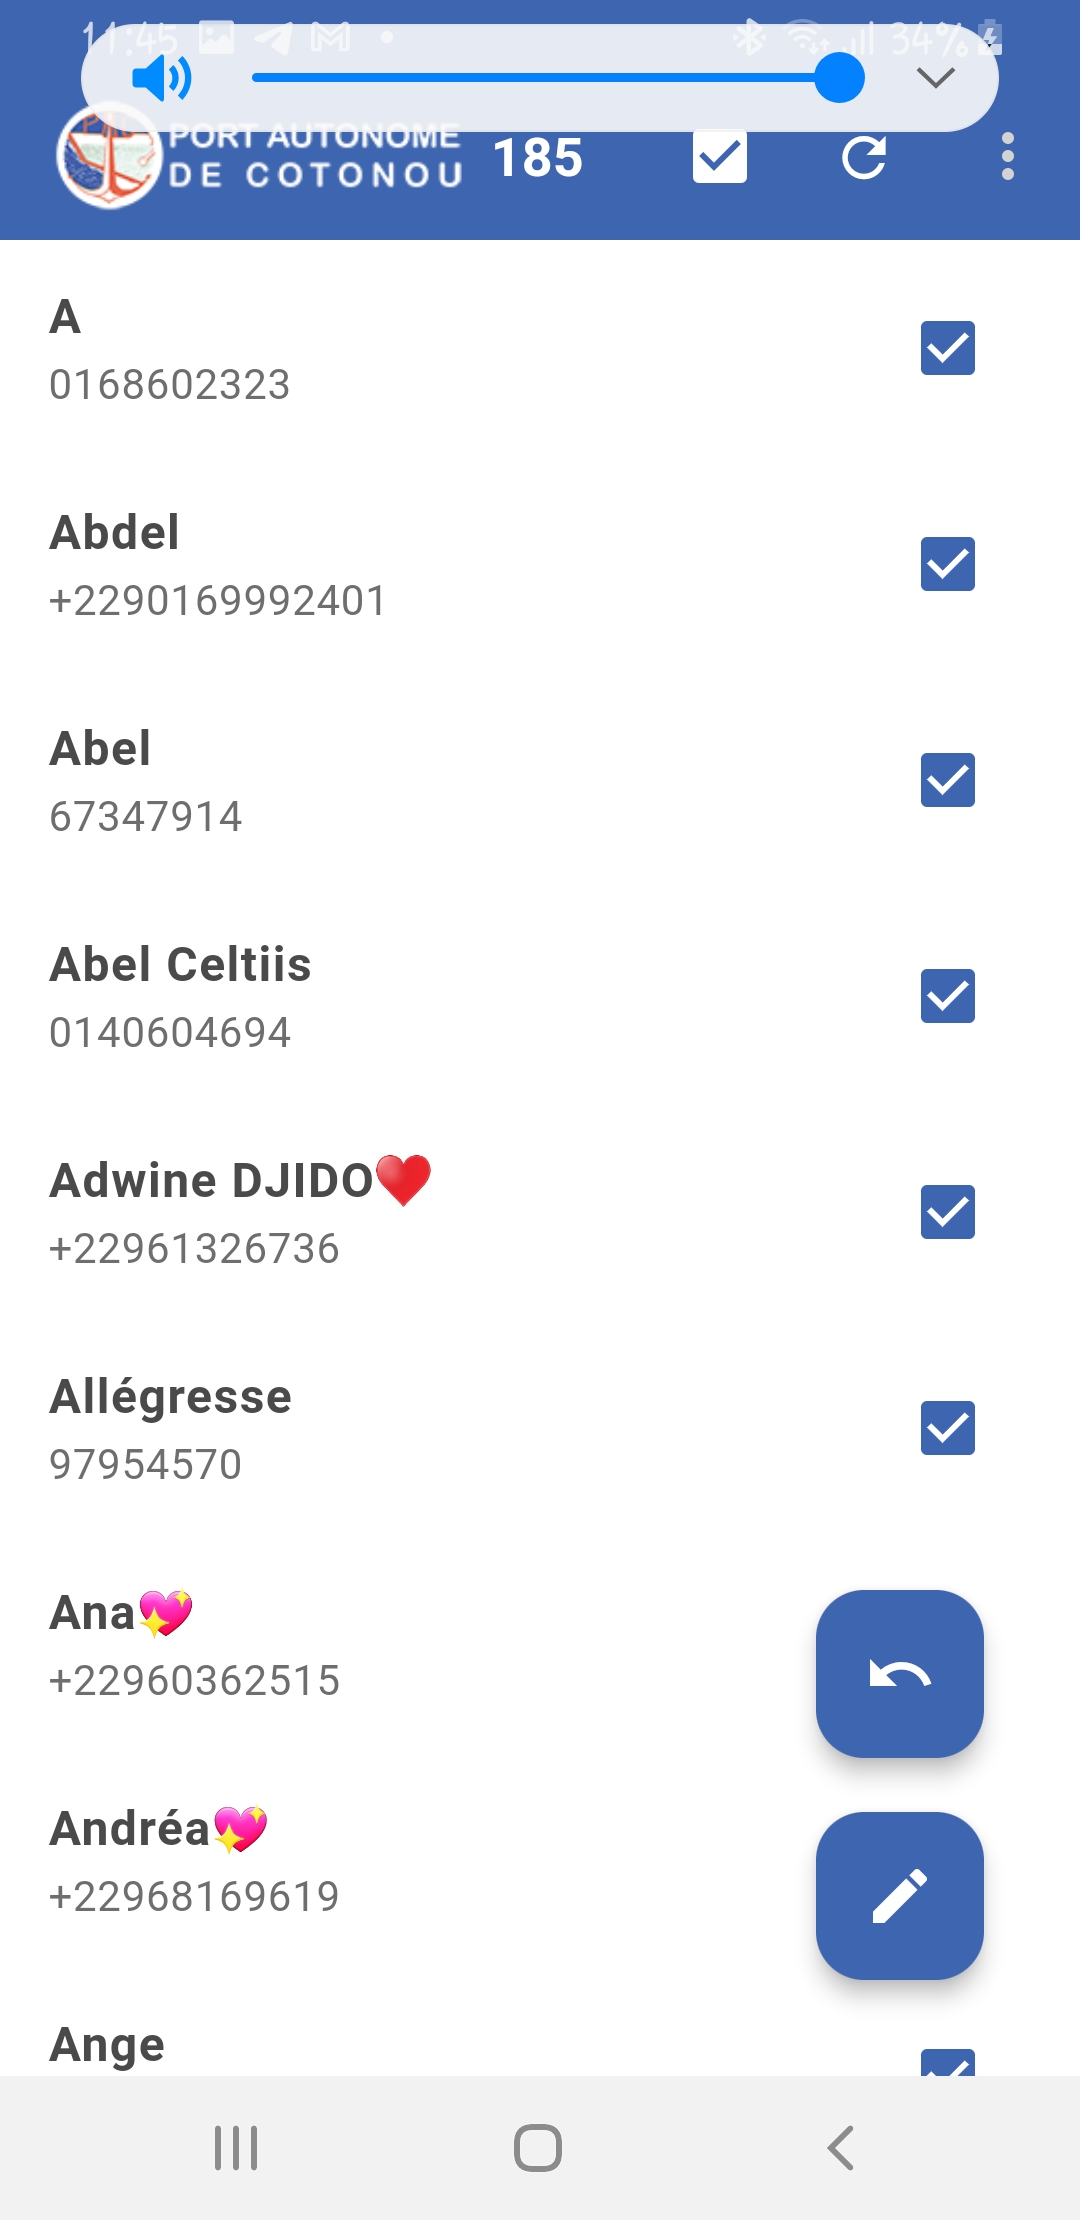 11:45
34%
PORT AUTONOME
DE COTONOU
185
A
0168602323
Abdel
+2290169992401
Abel
67347914
Abel Celtiis
0140604694
Adwine DJIDO❤️
+22961326736
Allégresse
97954570
Ana💖
+22960362515
Andréa💖
+22968169619
Ange